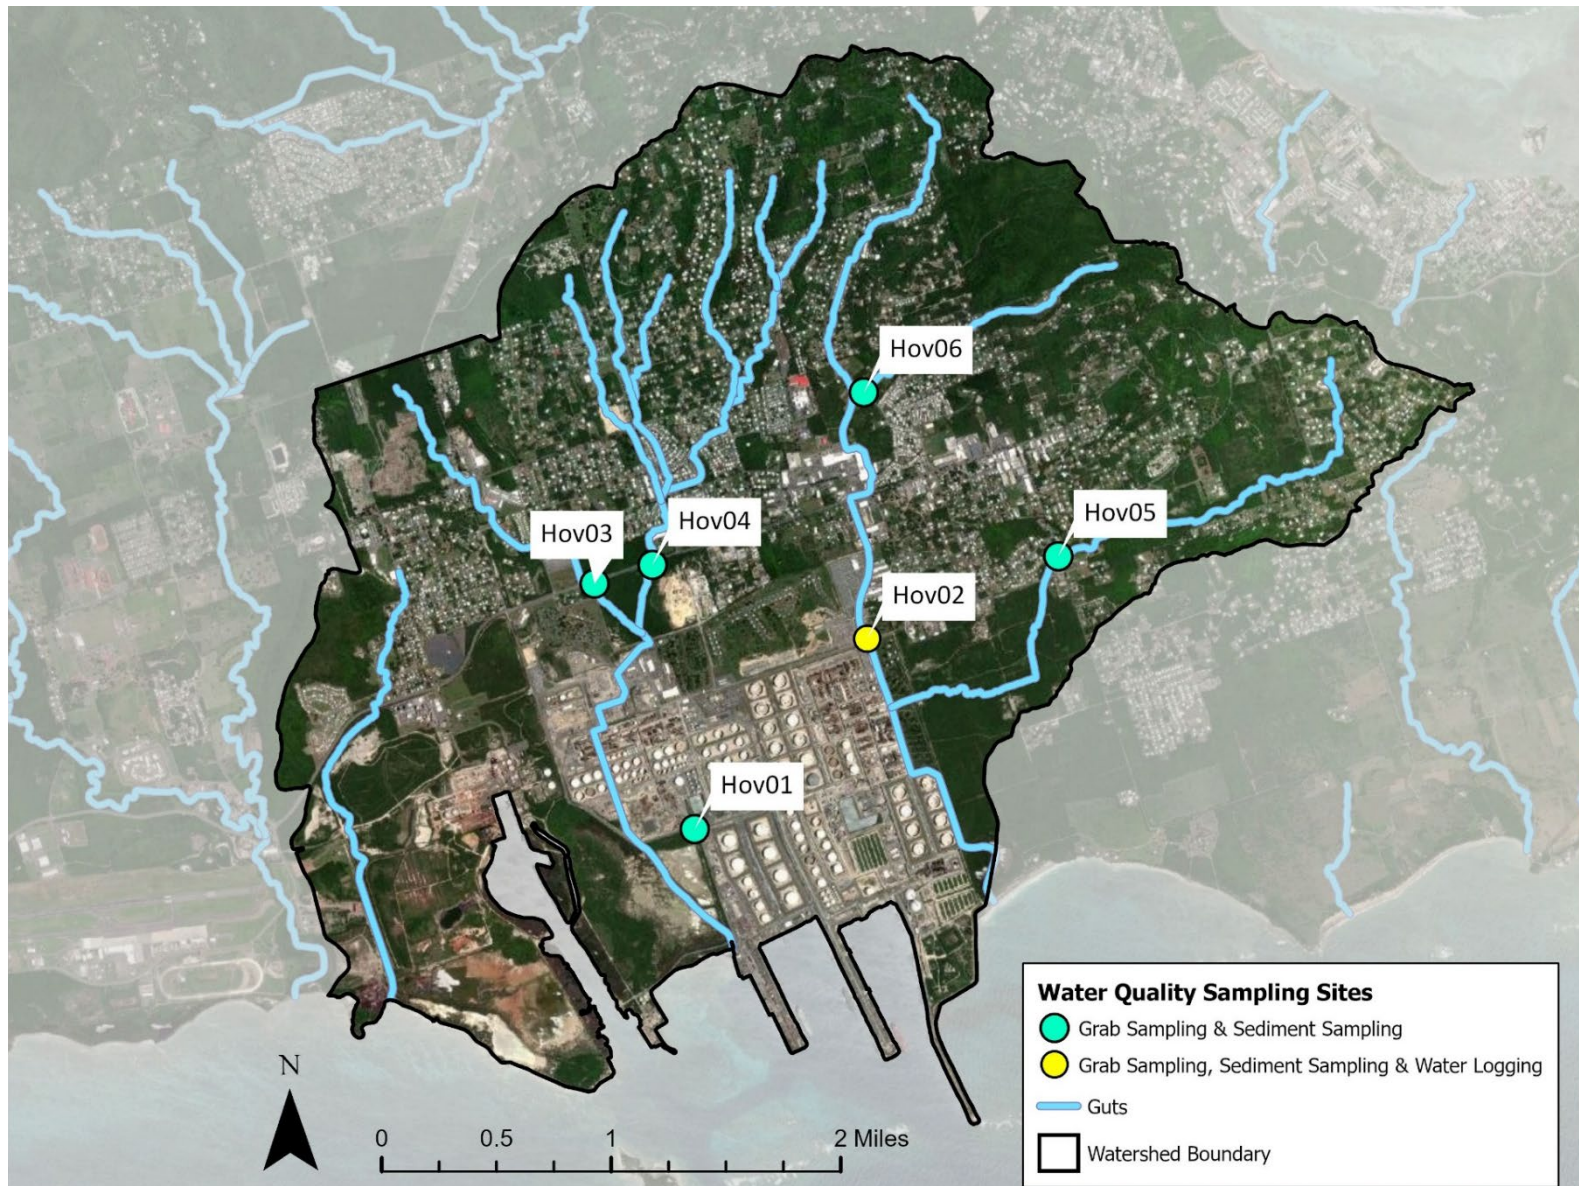 Hov06
Hov03
Hov04
Hov05
Hov02
Hov01
N
0 0.5 1 2 Miles
Water Quality Sampling Sites
Grab Sampling & Sediment Sampling
Grab Sampling, Sediment Sampling & Water Logging
Guts
Watershed Boundary